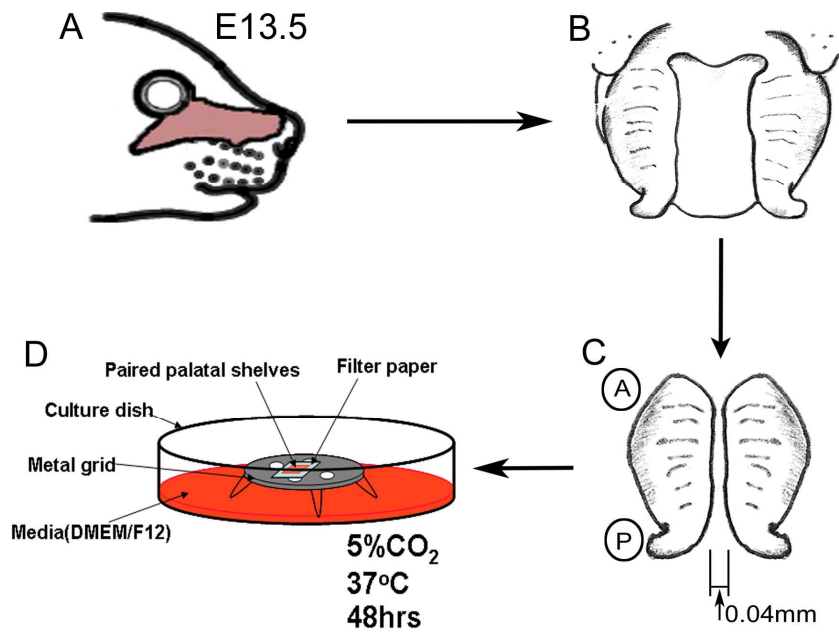 A
E13.5
B
C
A
P
0.04mm
D
Paired palatal shelves
Filter paper
Culture dish
Metal grid
Media(DMEM/F12)
5%CO₂
37ºC
48hrs